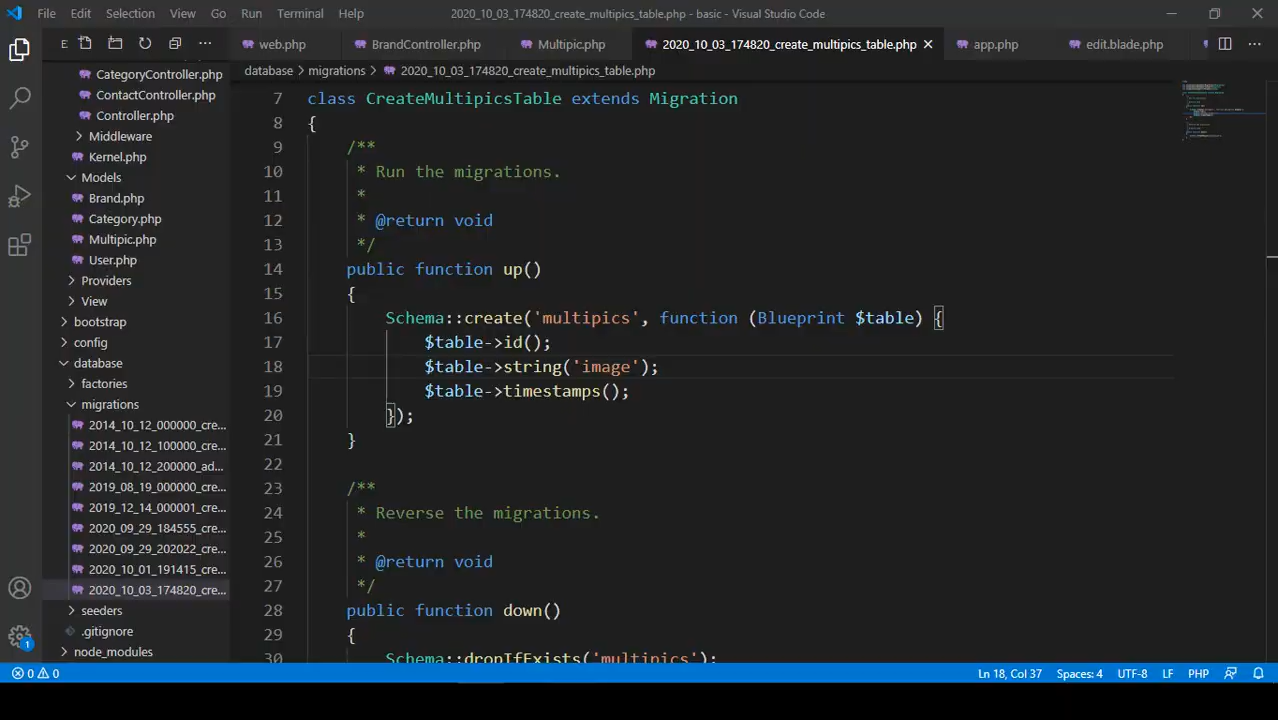 File Edit Selection View Go Run Terminal Help 2020_10_03_174820_create_multipics_table.php - basic - Visual Studio Code
E web.php BrandController.php Multipic.php 2020_10_03_174820_create_multipics_table.php app.php edit.blade.php
database > migrations > 2020_10_03_174820_create_multipics_table.php
CategoryController.php
ContactController.php
Controller.php
Middleware
Kernel.php
Models
Brand.php
Category.php
Multipic.php
User.php
Providers
View
bootstrap
config
database
factories
migrations
2014_10_12_000000_cre...
2014_10_12_100000_cre...
2014_10_12_200000_ad...
2019_08_19_000000_cre...
2019_12_14_000001_cre...
2020_09_29_184555_cre...
2020_09_29_202022_cre...
2020_10_01_191415_cre...
2020_10_03_174820_cre...
seeders
.gitignore
node_modules
7 class CreateMultipicsTable extends Migration
8 {
9 /**
10 * Run the migrations.
11 *
12 * @return void
13 */
14 public function up()
15 {
16 Schema::create('multipics', function (Blueprint $table) {
17 $table->id();
18 $table->string('image');
19 $table->timestamps();
20 });
21 }
22
23 /**
24 * Reverse the migrations.
25 *
26 * @return void
27 */
28 public function down()
29 {
30 Schema::dropIfExists('multipics');
1
0 0 Ln 18, Col 37 Spaces: 4 UTF-8 LF PHP